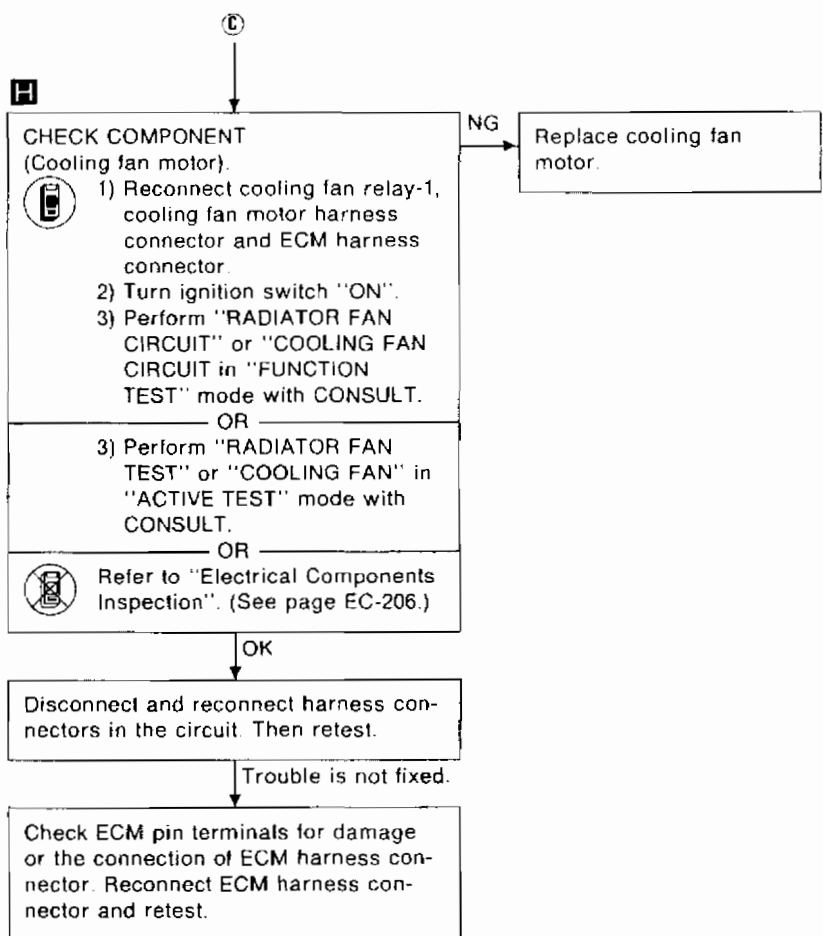 C
H
CHECK COMPONENT
(Cooling fan motor).
1) Reconnect cooling fan relay-1,
cooling fan motor harness
connector and ECM harness
connector.
2) Turn ignition switch "ON".
3) Perform "RADIATOR FAN
CIRCUIT" or "COOLING FAN
CIRCUIT in "FUNCTION
TEST" mode with CONSULT.
OR
3) Perform "RADIATOR FAN
TEST" or "COOLING FAN" in
"ACTIVE TEST" mode with
CONSULT.
OR
Refer to "Electrical Components
Inspection". (See page EC-206.)
NG
Replace cooling fan
motor.
OK
Disconnect and reconnect harness con-
nectors in the circuit. Then retest.
Trouble is not fixed.
Check ECM pin terminals for damage
or the connection of ECM harness con-
nector. Reconnect ECM harness con-
nector and retest.